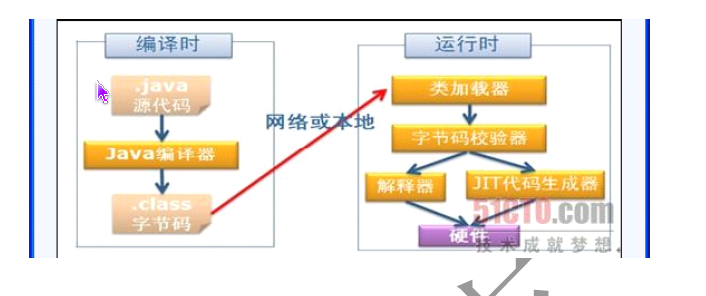 编译时
.java
源代码
Java编译器
.class
字节码
网络或本地
运行时
类加载器
字节码校验器
解释器
JIT代码生成器
硬件
51CTO.com
技术成就梦想